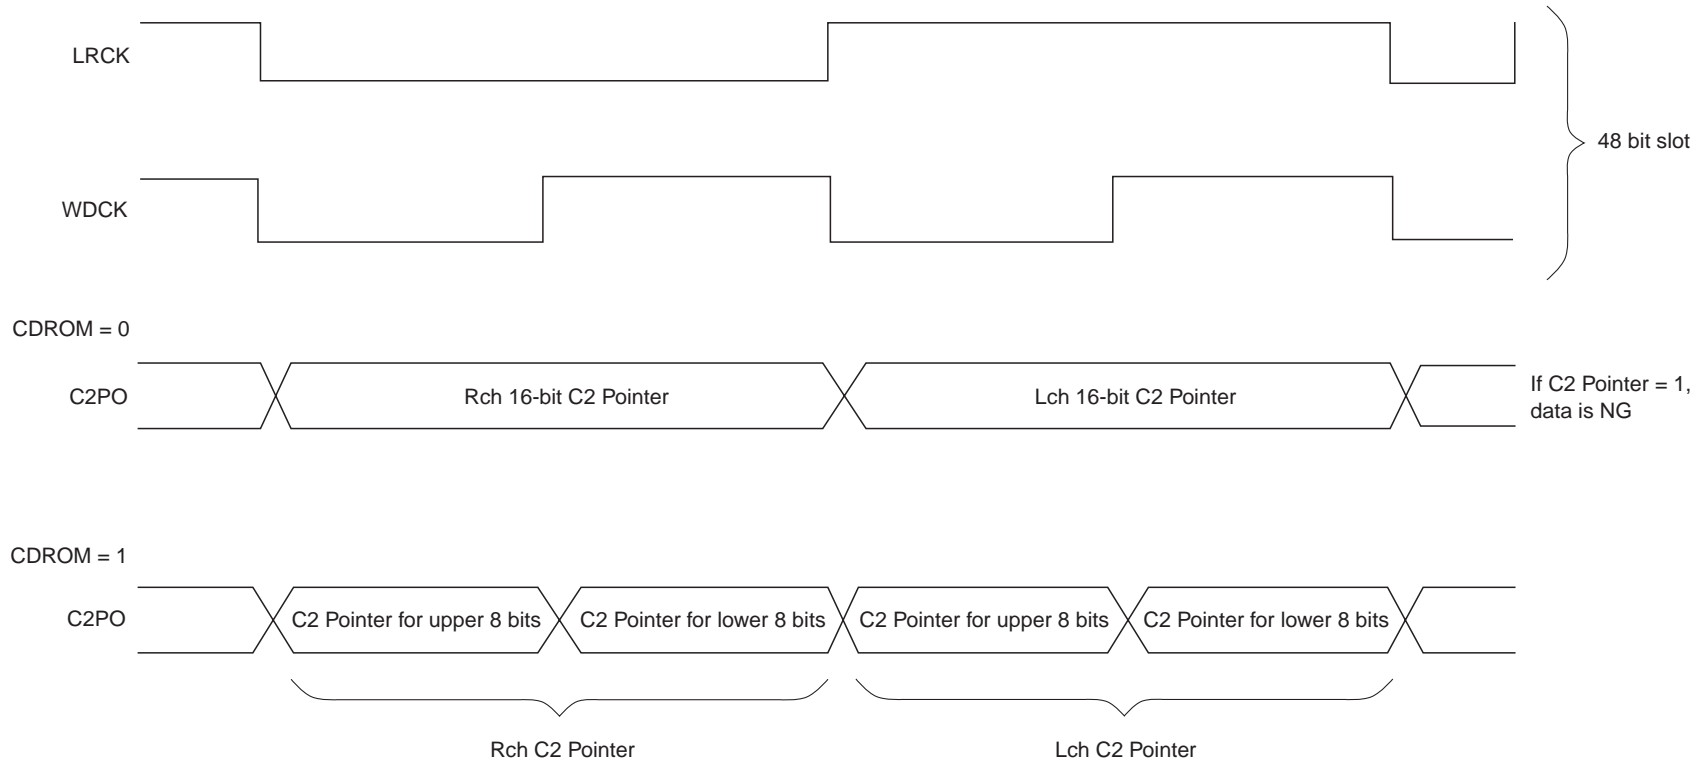 LRCK
48 bit slot
WDCK
CDROM = 0
C2PO
Rch 16-bit C2 Pointer
Lch 16-bit C2 Pointer
If C2 Pointer = 1,
data is NG
CDROM = 1
C2PO
C2 Pointer for upper 8 bits
C2 Pointer for lower 8 bits
C2 Pointer for upper 8 bits
C2 Pointer for lower 8 bits
Rch C2 Pointer
Lch C2 Pointer